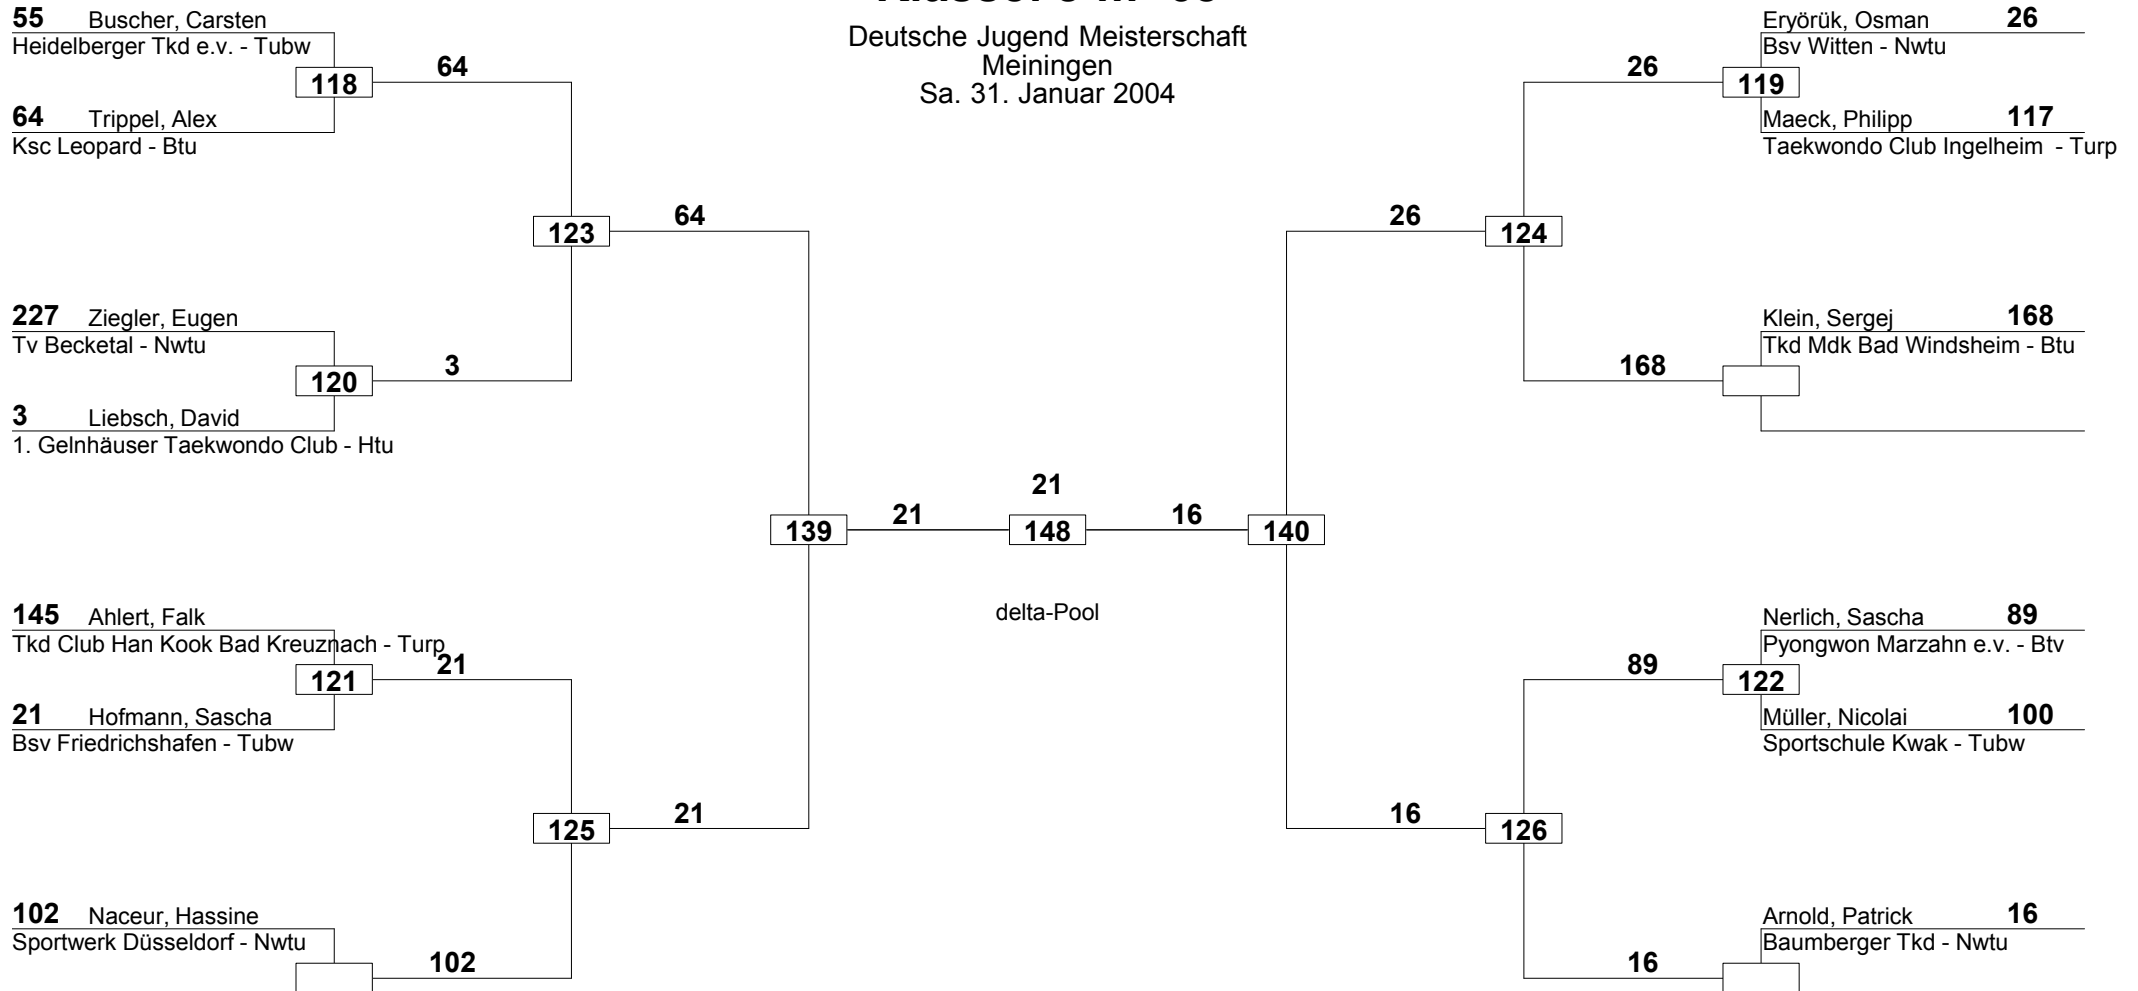 55 Buscher, Carsten
Heidelberger Tkd e.v. - Tubw
118
64
64 Trippel, Alex
Ksc Leopard - Btu
123
64
227 Ziegler, Eugen
Tv Becketal - Nwtu
120
3
3 Liebsch, David
1. Gelnhäuser Taekwondo Club - Htu
139
21
145 Ahlert, Falk
Tkd Club Han Kook Bad Kreuznach - Turp
121
21
21 Hofmann, Sascha
Bsv Friedrichshafen - Tubw
125
21
102 Naceur, Hassine
Sportwerk Düsseldorf - Nwtu
102
Deutsche Jugend Meisterschaft
Meiningen
Sa. 31. Januar 2004
21
148
delta-Pool
Eryörük, Osman 26
Bsv Witten - Nwtu
26
119
Maeck, Philipp 117
Taekwondo Club Ingelheim - Turp
26
124
Klein, Sergej 168
Tkd Mdk Bad Windsheim - Btu
168
16
140
Nerlich, Sascha 89
Pyongwon Marzahn e.v. - Btv
89
122
Müller, Nicolai 100
Sportschule Kwak - Tubw
16
126
Arnold, Patrick 16
Baumberger Tkd - Nwtu
16